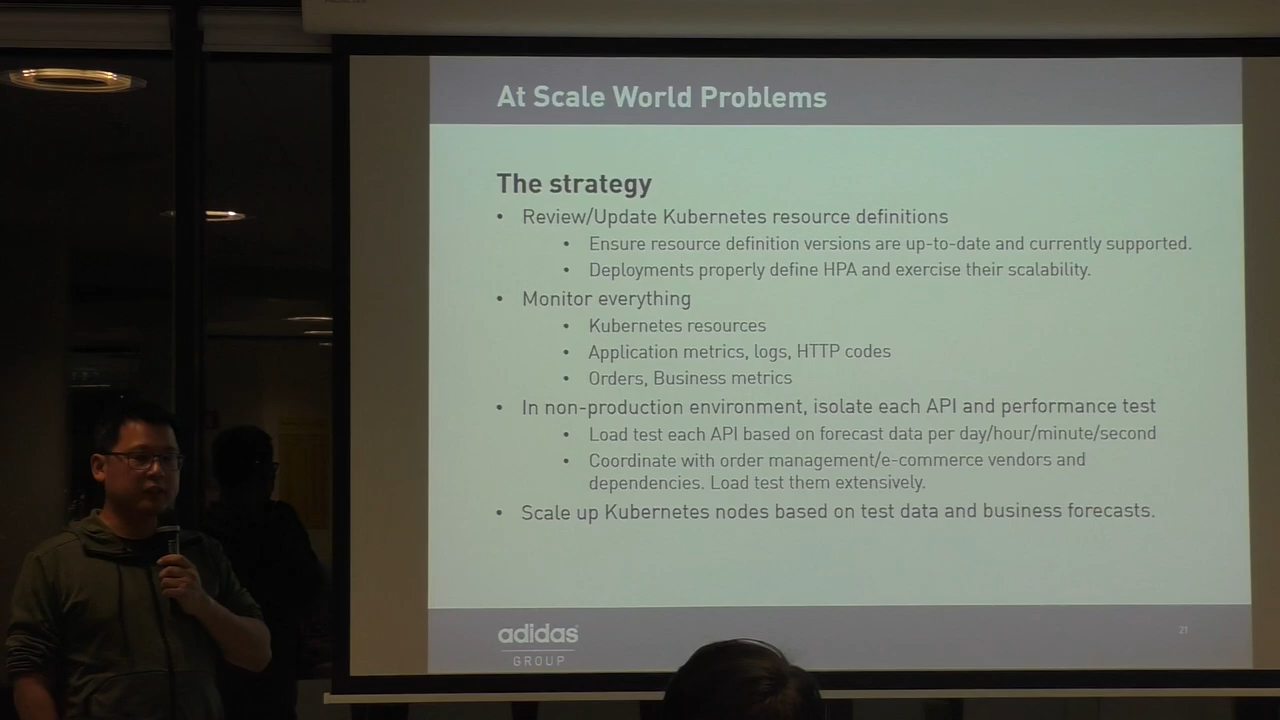 At Scale World Problems
The strategy
• Review/Update Kubernetes resource definitions
• Ensure resource definition versions are up-to-date and currently supported.
• Deployments properly define HPA and exercise their scalability.
• Monitor everything
• Kubernetes resources
• Application metrics, logs, HTTP codes
• Orders, Business metrics
• In non-production environment, isolate each API and performance test
• Load test each API based on forecast data per day/hour/minute/second
• Coordinate with order management/e-commerce vendors and
dependencies. Load test them extensively.
• Scale up Kubernetes nodes based on test data and business forecasts.
adidas
GROUP
21